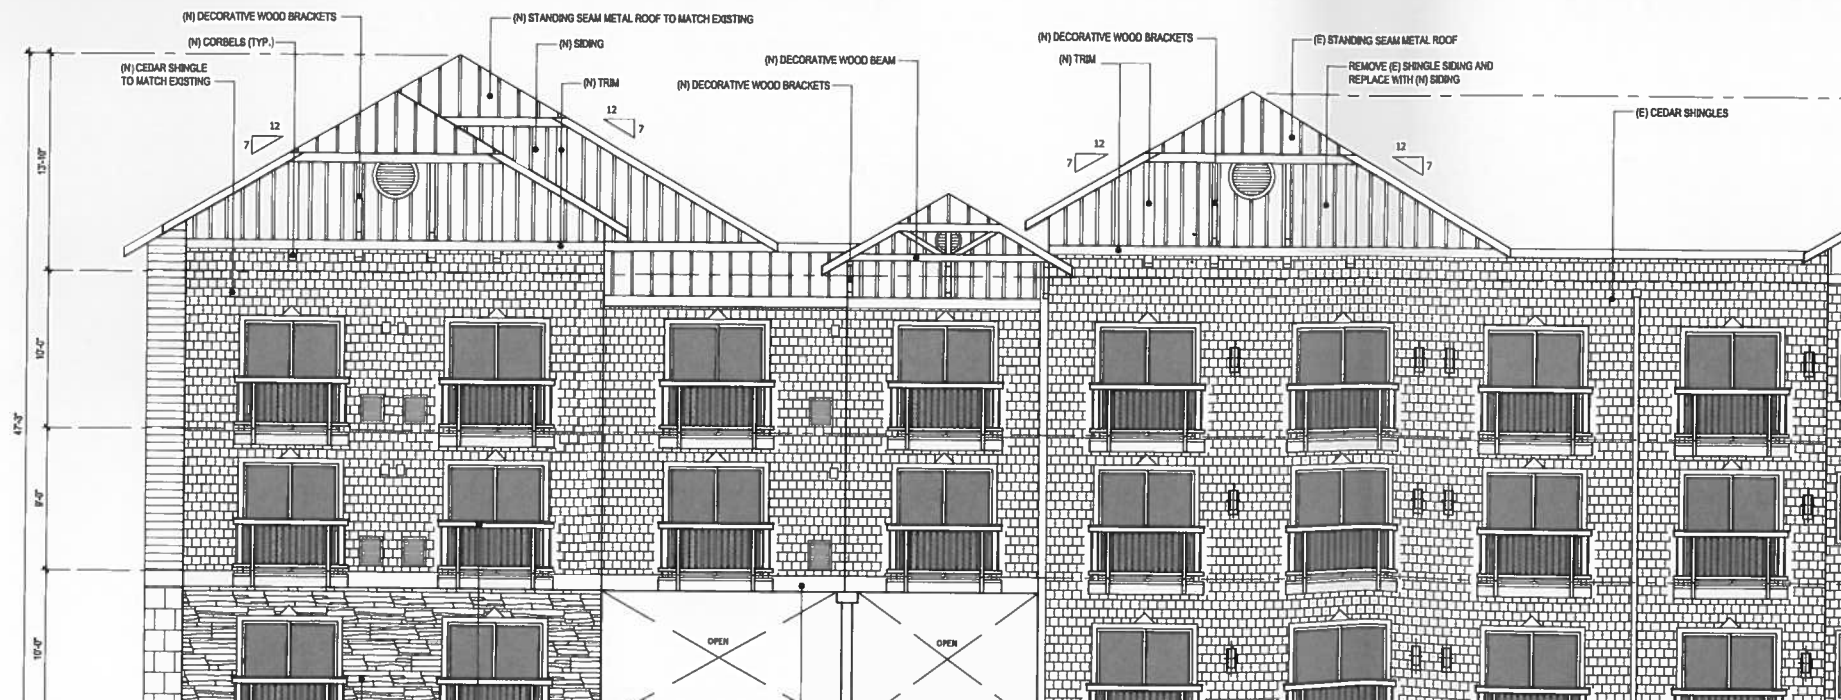 (N) DECORATIVE WOOD BRACKETS
(N) STANDING SEAM METAL ROOF TO MATCH EXISTING
(N) CORBELS (TYP.)
(N) SIDING
(N) CEDAR SHINGLE
TO MATCH EXISTING
(N) TRIM
(N) DECORATIVE WOOD BEAM
(N) DECORATIVE WOOD BRACKETS
(N) DECORATIVE WOOD BRACKETS
(N) TRIM
(E) STANDING SEAM METAL ROOF
REMOVE (E) SHINGLE SIDING AND
REPLACE WITH (N) SIDING
(E) CEDAR SHINGLES
12
7
12
7
12
7
12
7
13'-10"
10'-0"
47'-3"
9'-0"
10'-0"
OPEN
OPEN